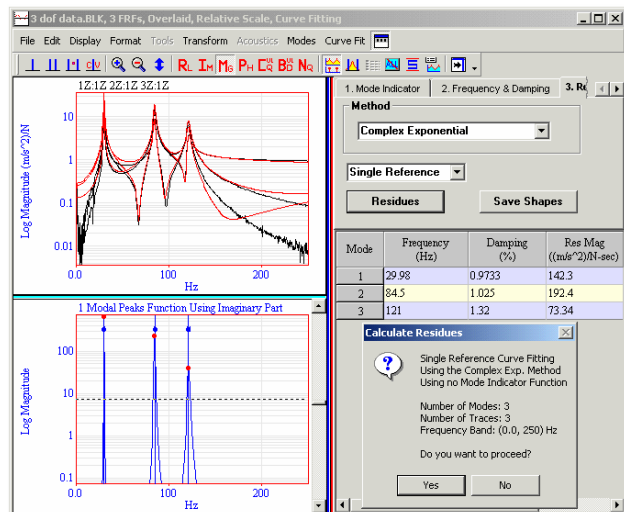 3 dof data.BLK, 3 FRFs, Overlaid, Relative Scale, Curve Fitting
File Edit Display Format Tools Transform Acoustics Modes Curve Fit
RL IM MG PH NQ
1Z:1Z 2Z:1Z 3Z:1Z
Log Magnitude (m/s^2)/N
10
1
0.1
0.01
0.0 100 200
Hz
1 Modal Peaks Function Using Imaginary Part
Log Magnitude
100
10
1
0.1
0.0 100 200
Hz
1. Mode Indicator 2. Frequency & Damping 3. Re
Method
Complex Exponential
Single Reference
Residues Save Shapes
Mode Frequency (Hz) Damping (%) Res Mag ((m/s^2)/N-sec)
1 29.98 0.9733 142.3
2 84.5 1.025 192.4
3 121 1.32 73.34
Calculate Residues
Single Reference Curve Fitting
Using the Complex Exp. Method
Using no Mode Indicator Function
Number of Modes: 3
Number of Traces: 3
Frequency Band: (0.0, 250) Hz
Do you want to proceed?
Yes No